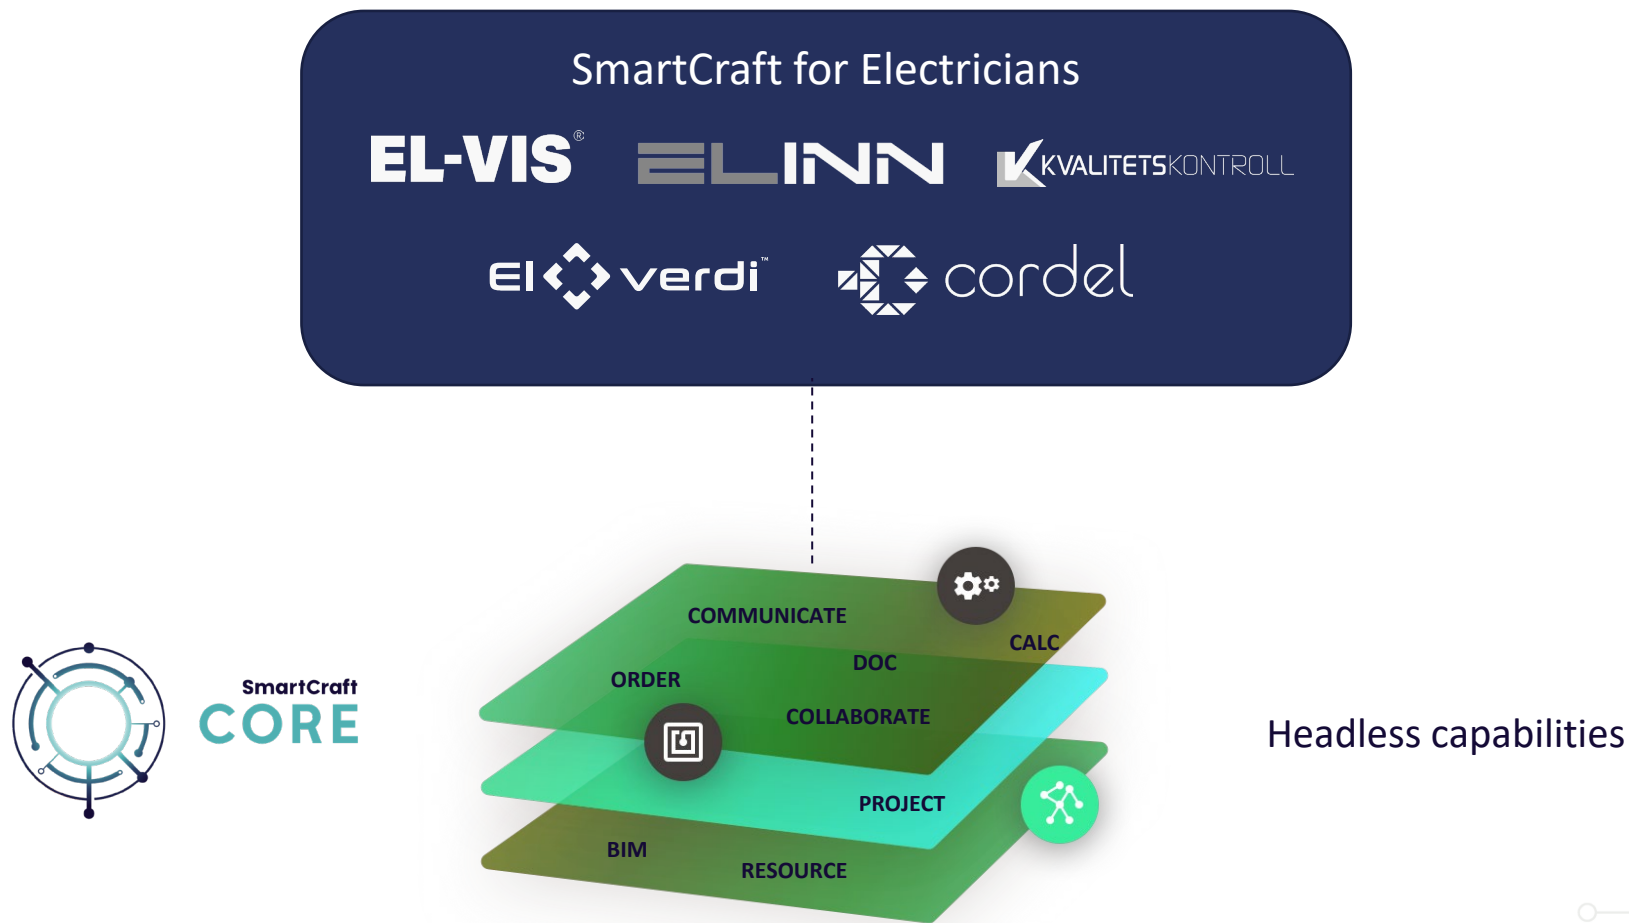 SmartCraft for Electricians
EL-VIS®
ELINN
KVALITETSKONTROLL
El verdi™
cordel
COMMUNICATE
CALC
DOC
ORDER
COLLABORATE
SmartCraft
CORE
Headless capabilities
PROJECT
BIM
RESOURCE